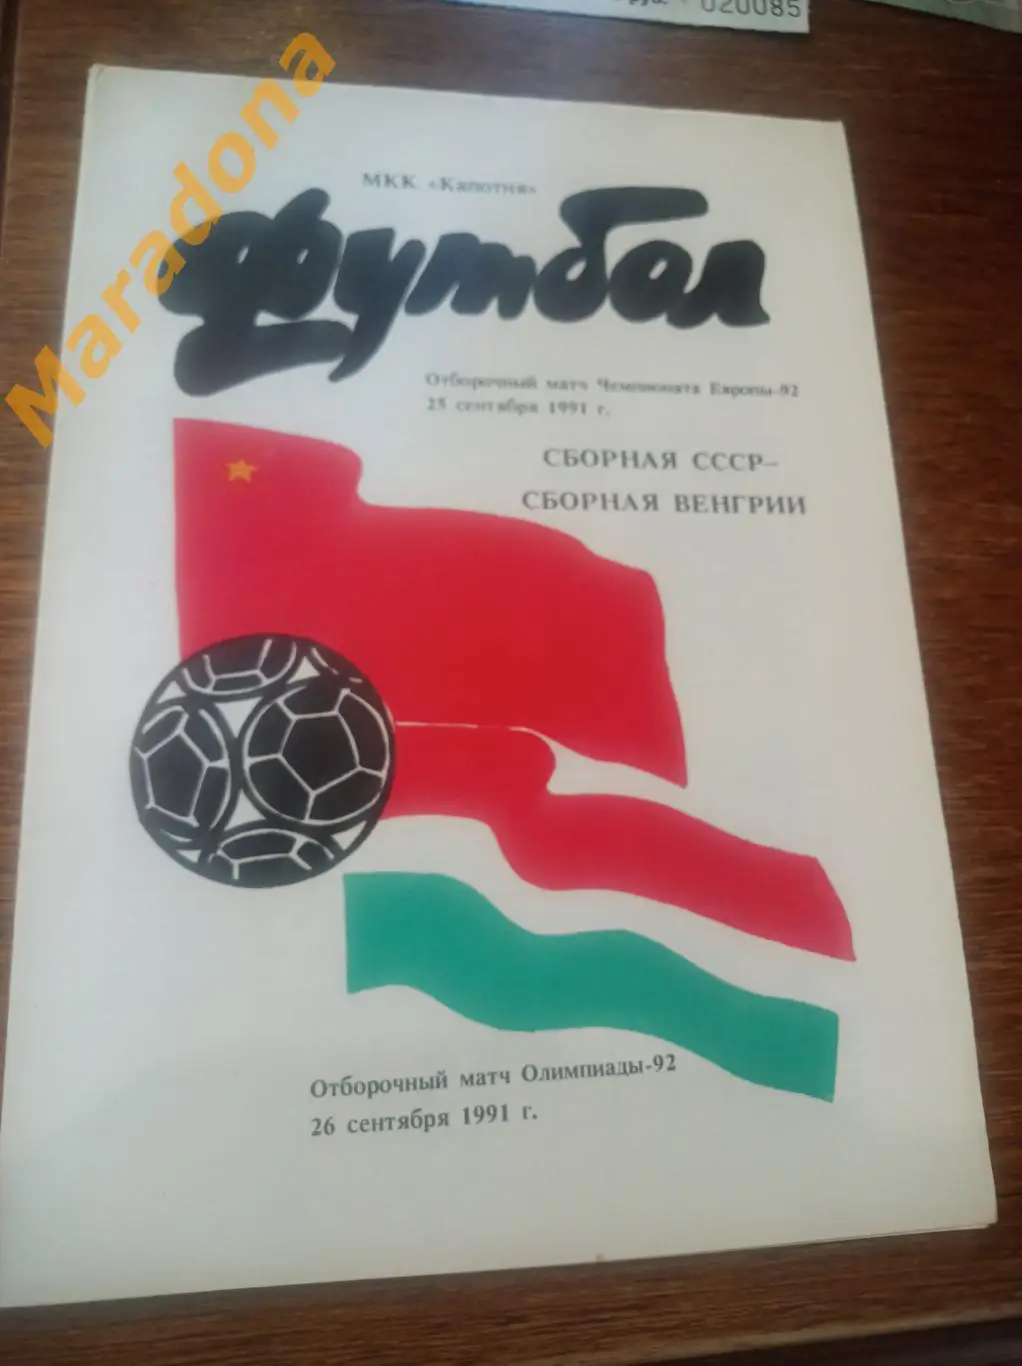 020085
МКК «Капотня»
футбол
Отборочный матч Чемпионата Европы-92
25 сентября 1991 г.
СБОРНАЯ СССР–
СБОРНАЯ ВЕНГРИИ
Отборочный матч Олимпиады-92
26 сентября 1991 г.
Maradona